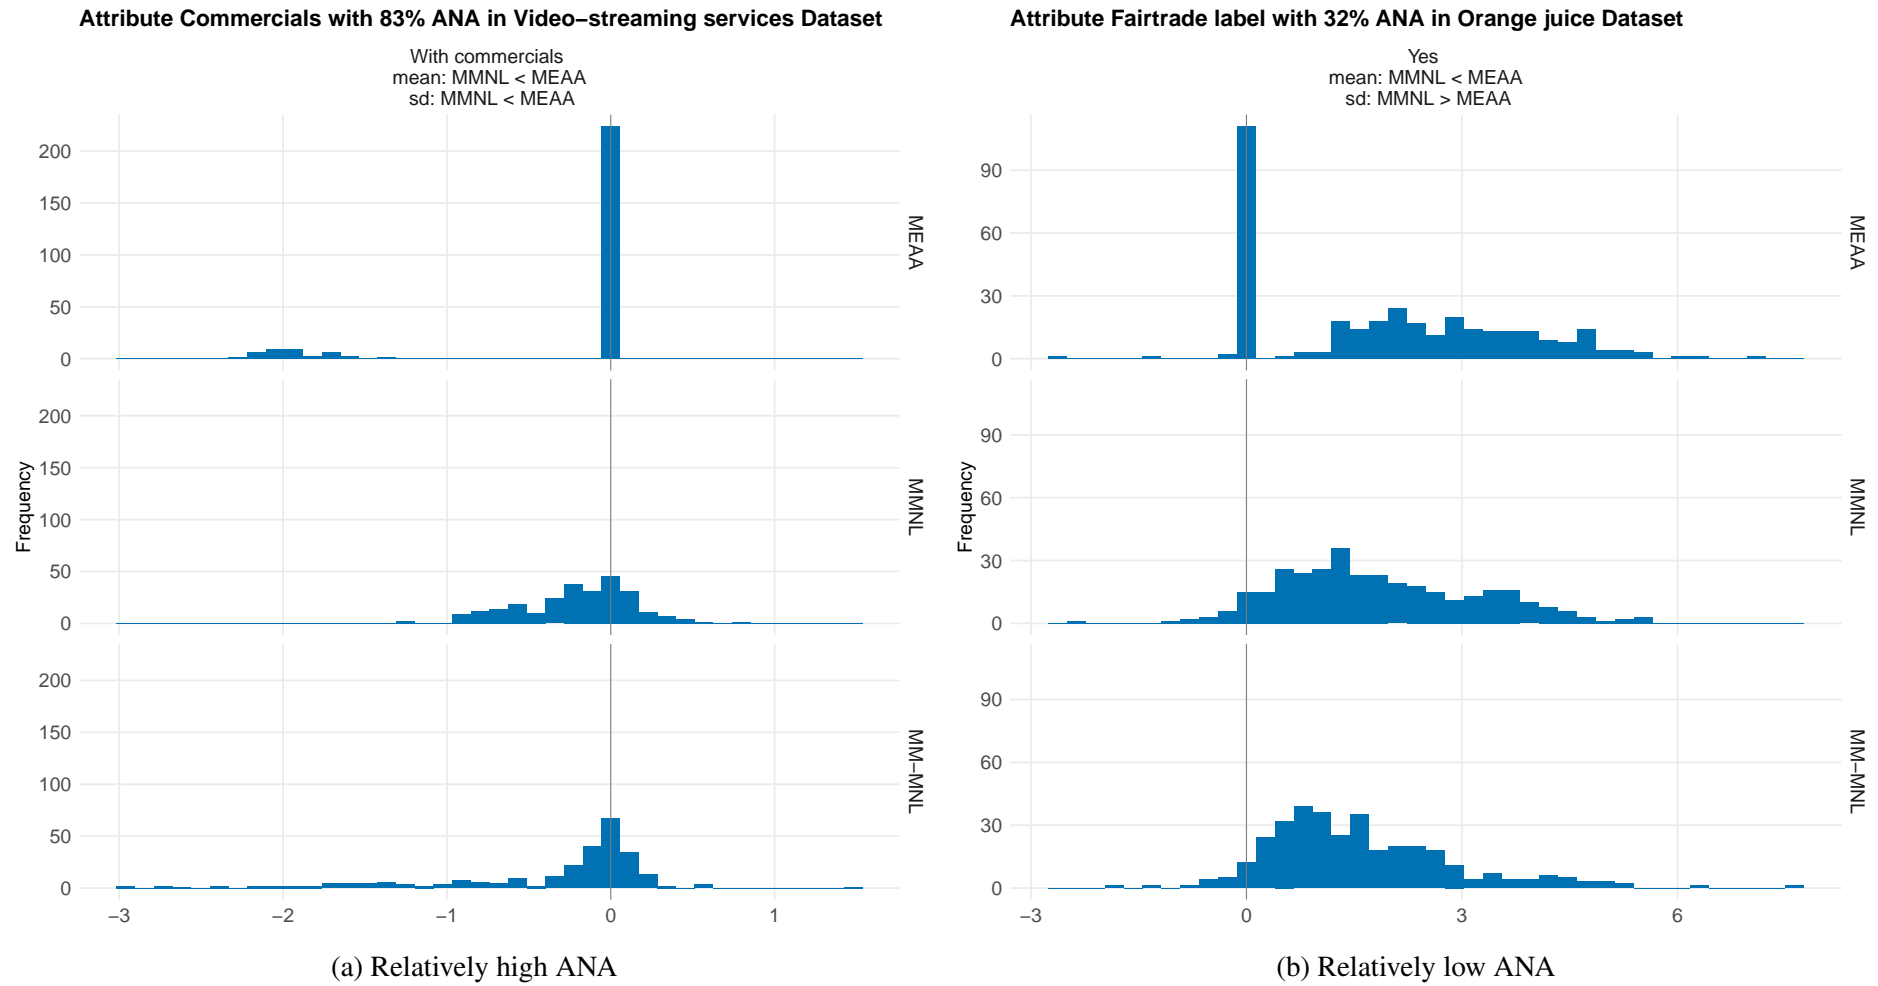 Attribute Commercials with 83% ANA in Video−streaming services Dataset
With commercials
mean: MMNL < MEAA
sd: MMNL < MEAA
200
150
100
50
0
MEAA
200
150
100
50
0
MMNL
200
150
100
50
0
MM−MNL
Frequency
−3
−2
−1
0
1
(a) Relatively high ANA
Attribute Fairtrade label with 32% ANA in Orange juice Dataset
Yes
mean: MMNL < MEAA
sd: MMNL > MEAA
90
60
30
0
MEAA
90
60
30
0
MMNL
90
60
30
0
MM−MNL
Frequency
−3
0
3
6
(b) Relatively low ANA